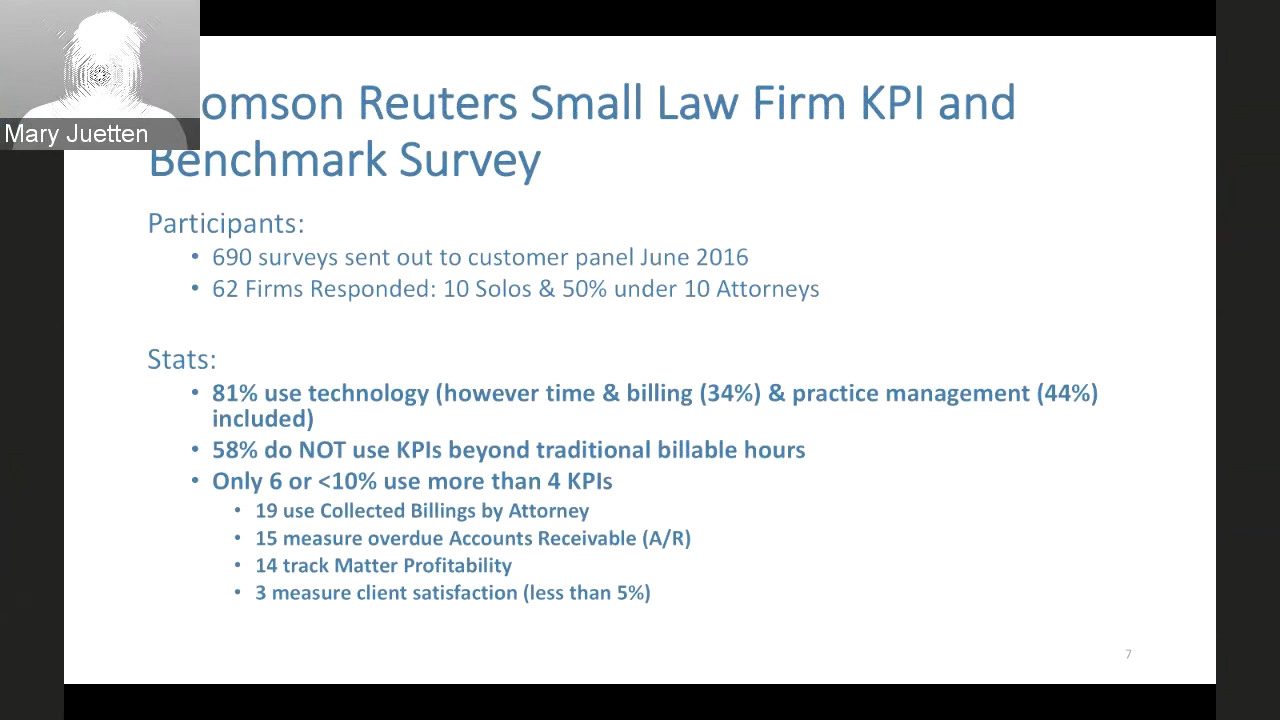 Mary Juetten
omson Reuters Small Law Firm KPI and
Benchmark Survey
Participants:
• 690 surveys sent out to customer panel June 2016
• 62 Firms Responded: 10 Solos & 50% under 10 Attorneys
Stats:
• 81% use technology (however time & billing (34%) & practice management (44%)
included)
• 58% do NOT use KPIs beyond traditional billable hours
• Only 6 or <10% use more than 4 KPIs
• 19 use Collected Billings by Attorney
• 15 measure overdue Accounts Receivable (A/R)
• 14 track Matter Profitability
• 3 measure client satisfaction (less than 5%)
7